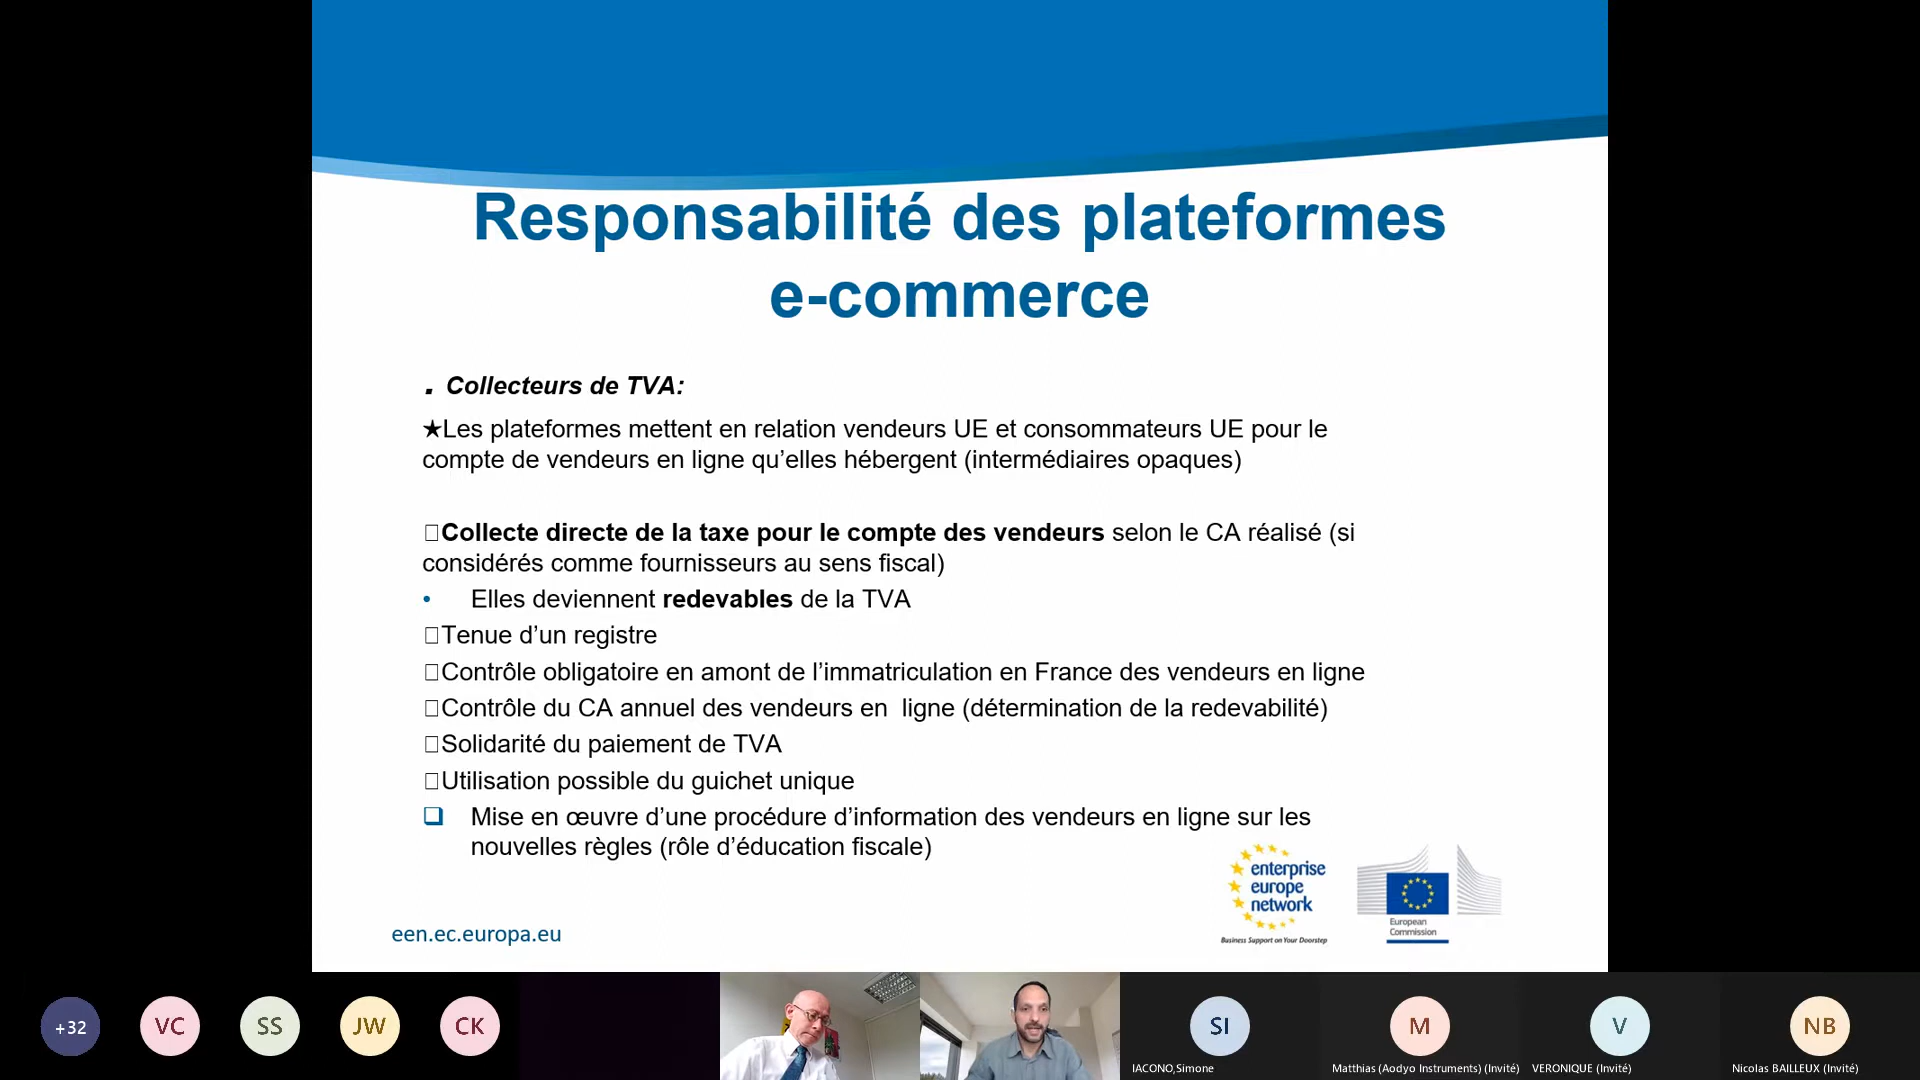 Responsabilité des plateformes
e-commerce
. Collecteurs de TVA:
★Les plateformes mettent en relation vendeurs UE et consommateurs UE pour le
compte de vendeurs en ligne qu’elles hébergent (intermédiaires opaques)
□Collecte directe de la taxe pour le compte des vendeurs selon le CA réalisé (si
considérés comme fournisseurs au sens fiscal)
• Elles deviennent redevables de la TVA
□Tenue d’un registre
□Contrôle obligatoire en amont de l’immatriculation en France des vendeurs en ligne
□Contrôle du CA annuel des vendeurs en  ligne (détermination de la redevabilité)
□Solidarité du paiement de TVA
□Utilisation possible du guichet unique
❑ Mise en œuvre d’une procédure d’information des vendeurs en ligne sur les
nouvelles règles (rôle d’éducation fiscale)
enterprise
europe
network
Business Support on Your Doorstep
European
Commission
een.ec.europa.eu
+32
VC
SS
JW
CK
SI
M
V
NB
IACONO,Simone
Matthias (Aodyo Instruments) (Invité)
VERONIQUE (Invité)
Nicolas BAILLEUX (Invité)